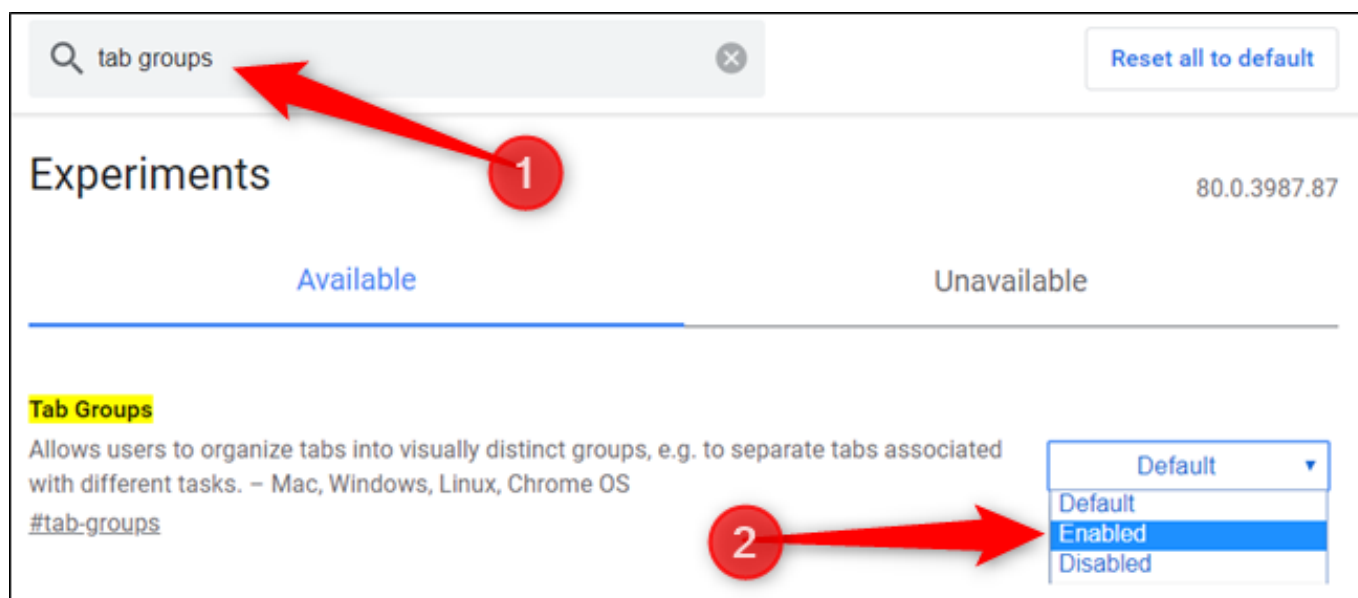 tab groups
Reset all to default
1
Experiments
80.0.3987.87
Available
Unavailable
Tab Groups
Allows users to organize tabs into visually distinct groups, e.g. to separate tabs associated
with different tasks. – Mac, Windows, Linux, Chrome OS
#tab-groups
Default
Default
2
Enabled
Disabled